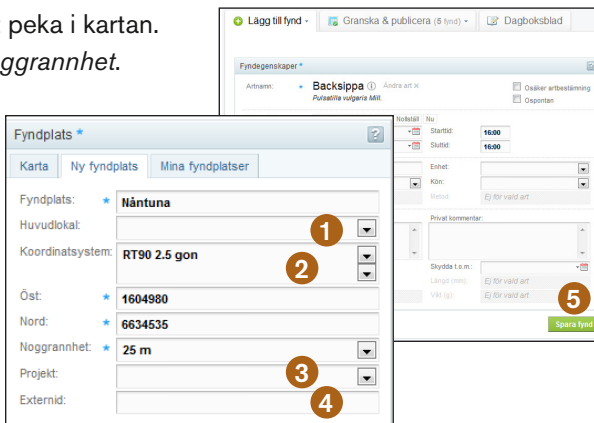 peka i kartan.
ggrannhet.
Lägg till fynd
Granska & publicera (5 fynd)
Dagboksblad
Fyndegenskaper *
?
Artnamn: * Backsippa i Ändra art ×
Pulsatilla vulgaris Mill.
Osäker artbestämning
Ospontan
Nollställ Nu
Starttid: 16:00
Sluttid: 16:00
Enhet:
Kön:
Metod: Ej för vald art
Privat kommentar:
Skydda t.o.m.:
Längd (mm): Ej för vald art
Vikt (g): Ej för vald art
5
Spara fynd
Fyndplats *
?
Karta Ny fyndplats Mina fyndplatser
Fyndplats: * Nåntuna
Huvudlokal: 1
Koordinatsystem: RT90 2.5 gon 2
Öst: * 1604980
Nord: * 6634535
Noggrannhet: * 25 m
Projekt: 3
Externid: 4